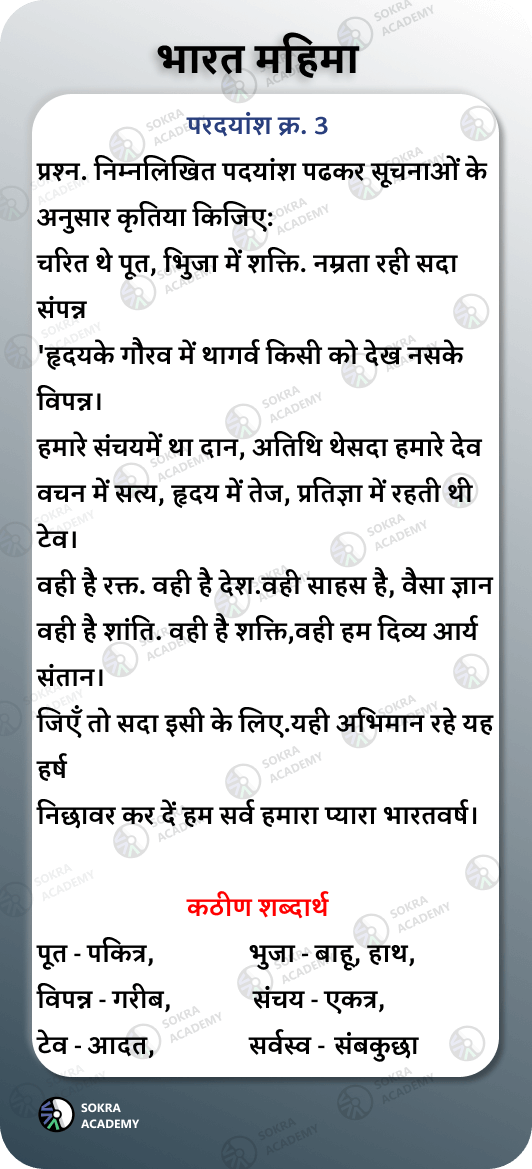 भारत महिमा
परदयांश क्र. 3
प्रश्न. निम्नलिखित पदयांश पढकर सूचनाओं के
अनुसार कृतिया किजिए:
चरित थे पूत, भुिजा में शक्ति. नम्रता रही सदा
संपन्न
'हृदयके गौरव में थागर्व किसी को देख नसके
विपन्न।
हमारे संचयमें था दान, अतिथि थेसदा हमारे देव
वचन में सत्य, हृदय में तेज, प्रतिज्ञा में रहती थी
टेव।
वही है रक्त. वही है देश.वही साहस है, वैसा ज्ञान
वही है शांति. वही है शक्ति,वही हम दिव्य आर्य
संतान।
जिएँ तो सदा इसी के लिए.यही अभिमान रहे यह
हर्ष
निछावर कर दें हम सर्व हमारा प्यारा भारतवर्ष।
कठीण शब्दार्थ
पूत - पकित्र, भुजा - बाहू, हाथ,
विपन्न - गरीब, संचय - एकत्र,
टेव - आदत, सर्वस्व - संबकुछा
SOKRA
ACADEMY